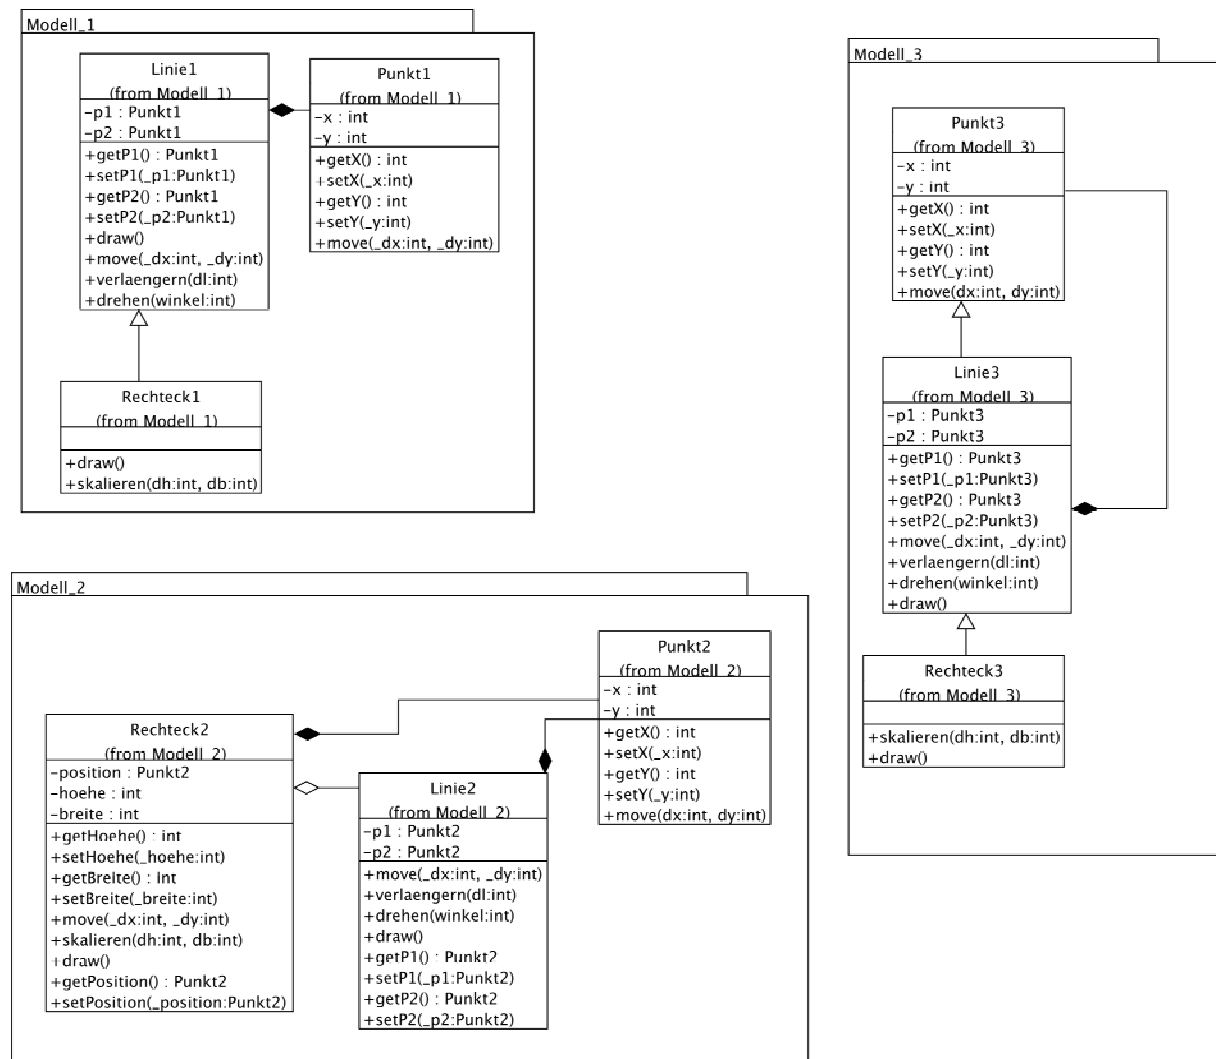 Modell_1
Linie1
(from Modell_1)
-p1 : Punkt1
-p2 : Punkt1
+getP1() : Punkt1
+setP1(_p1:Punkt1)
+getP2() : Punkt1
+setP2(_p2:Punkt1)
+draw()
+move(_dx:int, _dy:int)
+verlaengern(dl:int)
+drehen(winkel:int)
Punkt1
(from Modell_1)
-x : int
-y : int
+getX() : int
+setX(_x:int)
+getY() : int
+setY(_y:int)
+move(_dx:int, _dy:int)
Rechteck1
(from Modell_1)
+draw()
+skalieren(dh:int, db:int)
Modell_3
Punkt3
(from Modell_3)
-x : int
-y : int
+getX() : int
+setX(_x:int)
+getY() : int
+setY(_y:int)
+move(dx:int, dy:int)
Linie3
(from Modell_3)
-p1 : Punkt3
-p2 : Punkt3
+getP1() : Punkt3
+setP1(_p1:Punkt3)
+getP2() : Punkt3
+setP2(_p2:Punkt3)
+move(_dx:int, _dy:int)
+verlaengern(dl:int)
+drehen(winkel:int)
+draw()
Rechteck3
(from Modell_3)
+skalieren(dh:int, db:int)
+draw()
Modell_2
Punkt2
(from Modell_2)
-x : int
-y : int
+getX() : int
+setX(_x:int)
+getY() : int
+setY(_y:int)
+move(dx:int, dy:int)
Rechteck2
(from Modell_2)
-position : Punkt2
-hoehe : int
-breite : int
+getHoehe() : int
+setHoehe(_hoehe:int)
+getBreite() : int
+setBreite(_breite:int)
+move(_dx:int, _dy:int)
+skalieren(dh:int, db:int)
+draw()
+getPosition() : Punkt2
+setPosition(_position:Punkt2)
Linie2
(from Modell_2)
-p1 : Punkt2
-p2 : Punkt2
+move(_dx:int, _dy:int)
+verlaengern(dl:int)
+drehen(winkel:int)
+draw()
+getP1() : Punkt2
+setP1(_p1:Punkt2)
+getP2() : Punkt2
+setP2(_p2:Punkt2)